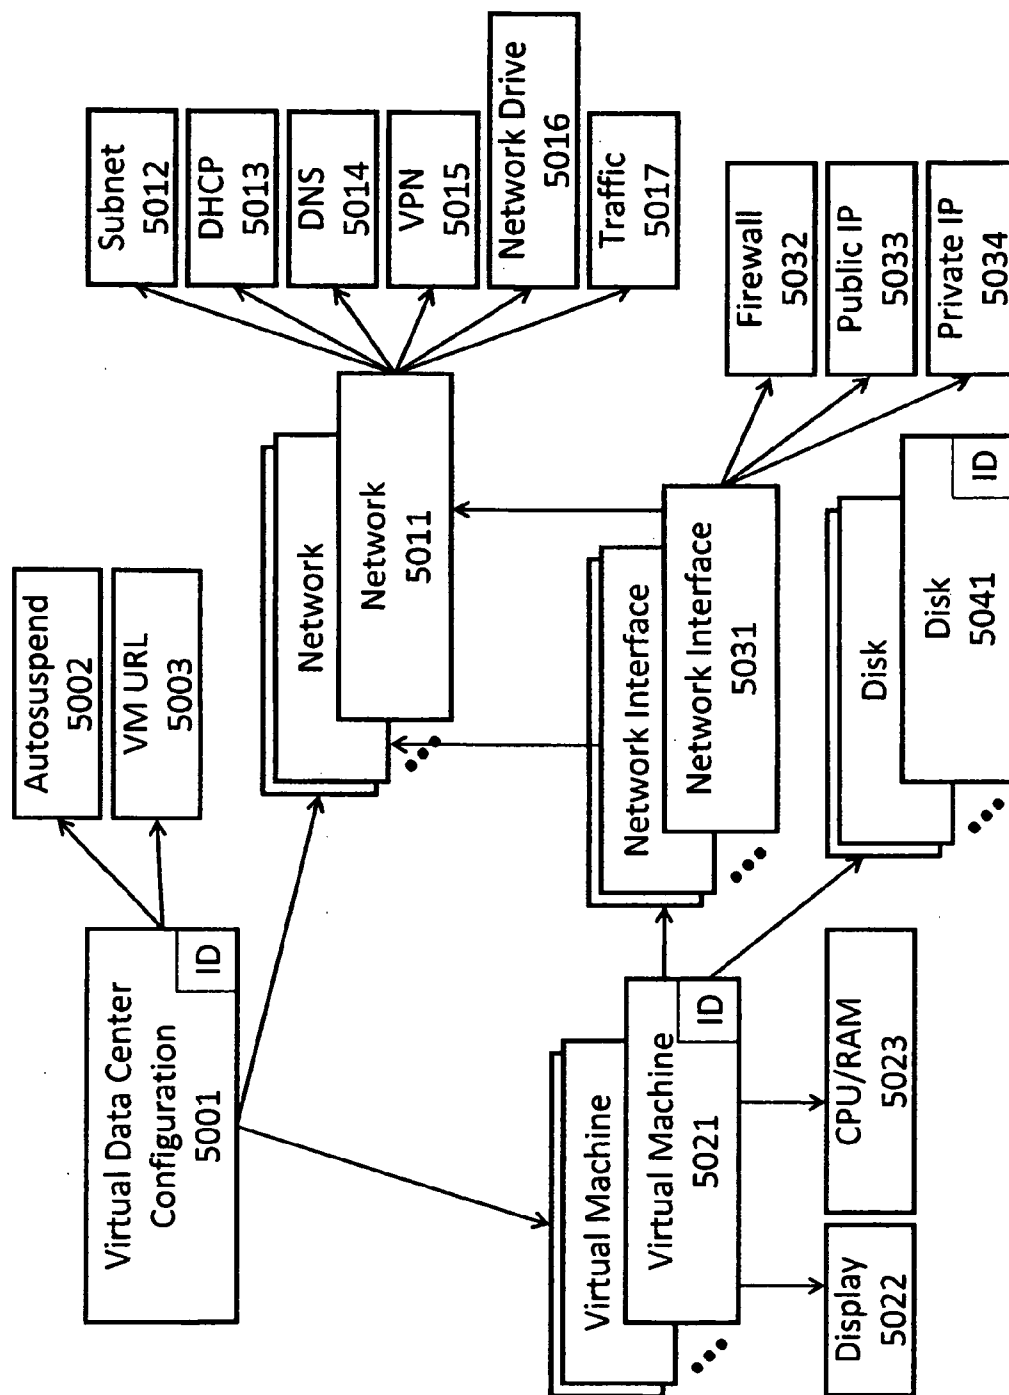 Virtual Data Center
Configuration
5001
ID
Autosuspend
5002
VM URL
5003
Network
Network
5011
Subnet
5012
DHCP
5013
DNS
5014
VPN
5015
Network Drive
5016
Traffic
5017
Virtual Machine
Virtual Machine
5021
ID
Display
5022
CPU/RAM
5023
Network Interface
Network Interface
5031
Firewall
5032
Public IP
5033
Private IP
5034
Disk
Disk
5041
ID